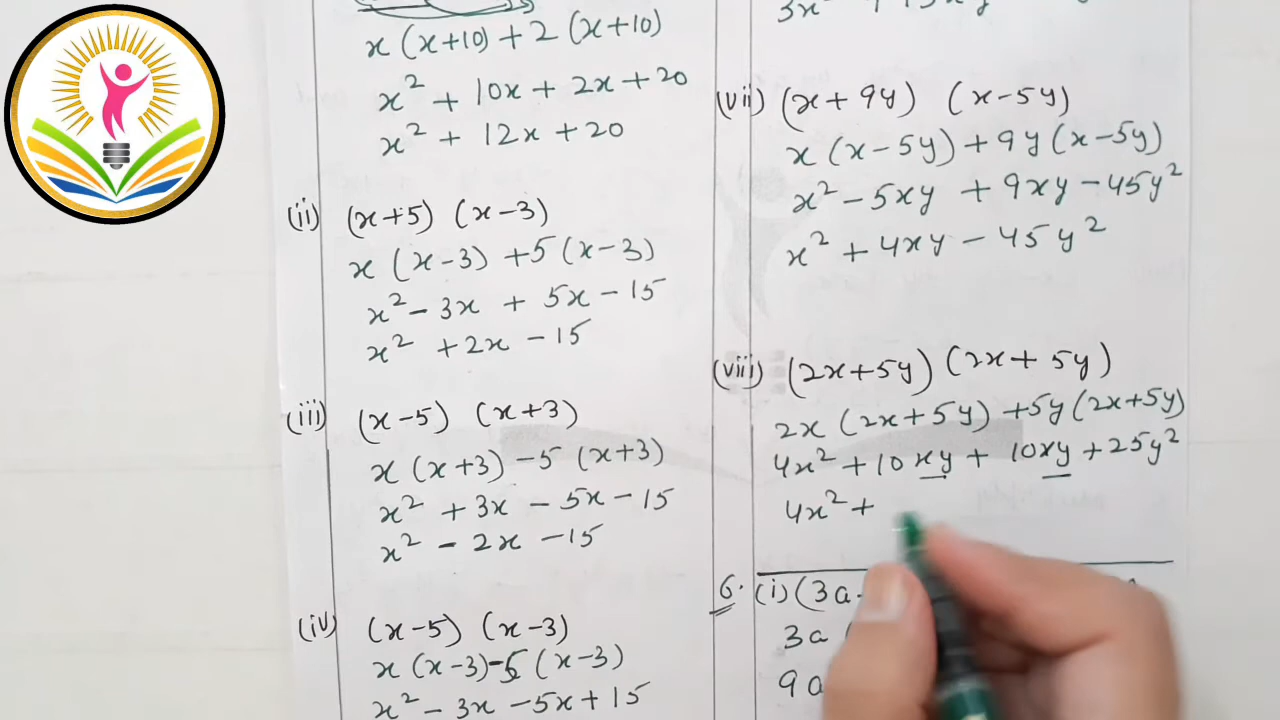 x (x+10) + 2 (x+10)
x² + 10x + 2x + 20
x² + 12x + 20
(ii) (x+5) (x-3)
x (x-3) +5 (x-3)
x² - 3x + 5x - 15
x² + 2x - 15
(iii) (x-5) (x+3)
x (x+3) -5 (x+3)
x² + 3x - 5x - 15
x² - 2x - 15
(iv) (x-5) (x-3)
x (x-3) -5 (x-3)
x² - 3x - 5x + 15
(vii) (x + 9y) (x - 5y)
x (x - 5y) + 9y (x - 5y)
x² - 5xy + 9xy - 45y²
x² + 4xy - 45y²
(viii) (2x+5y) (2x + 5y)
2x (2x + 5y) + 5y (2x+5y)
4x² + 10xy + 10xy + 25y²
4x² +
6. (i) (3a
3a
9a